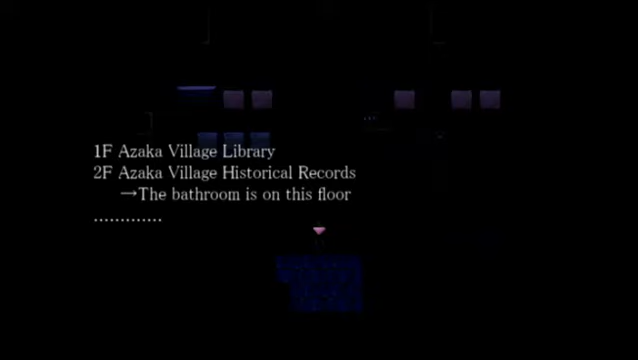 1F Azaka Village Library
2F Azaka Village Historical Records
→The bathroom is on this floor
.............